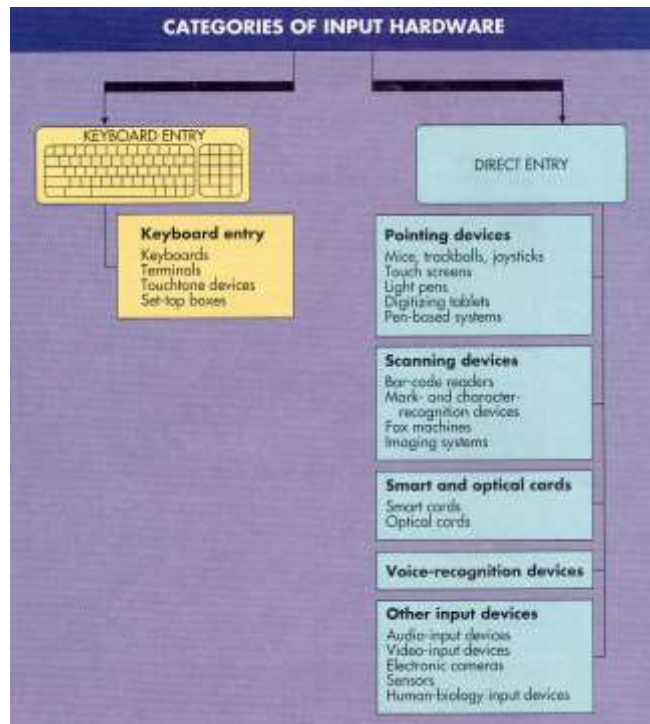 CATEGORIES OF INPUT HARDWARE
KEYBOARD ENTRY
Keyboard entry
Keyboards
Terminals
Touchtone devices
Set-top boxes
DIRECT ENTRY
Pointing devices
Mice, trackballs, joysticks
Touch screens
Light pens
Digitizing tablets
Pen-based systems
Scanning devices
Bar-code readers
Mark- and character-
recognition devices
Fax machines
Imaging systems
Smart and optical cards
Smart cards
Optical cards
Voice-recognition devices
Other input devices
Audio-input devices
Video-input devices
Electronic cameras
Sensors
Human-biology input devices